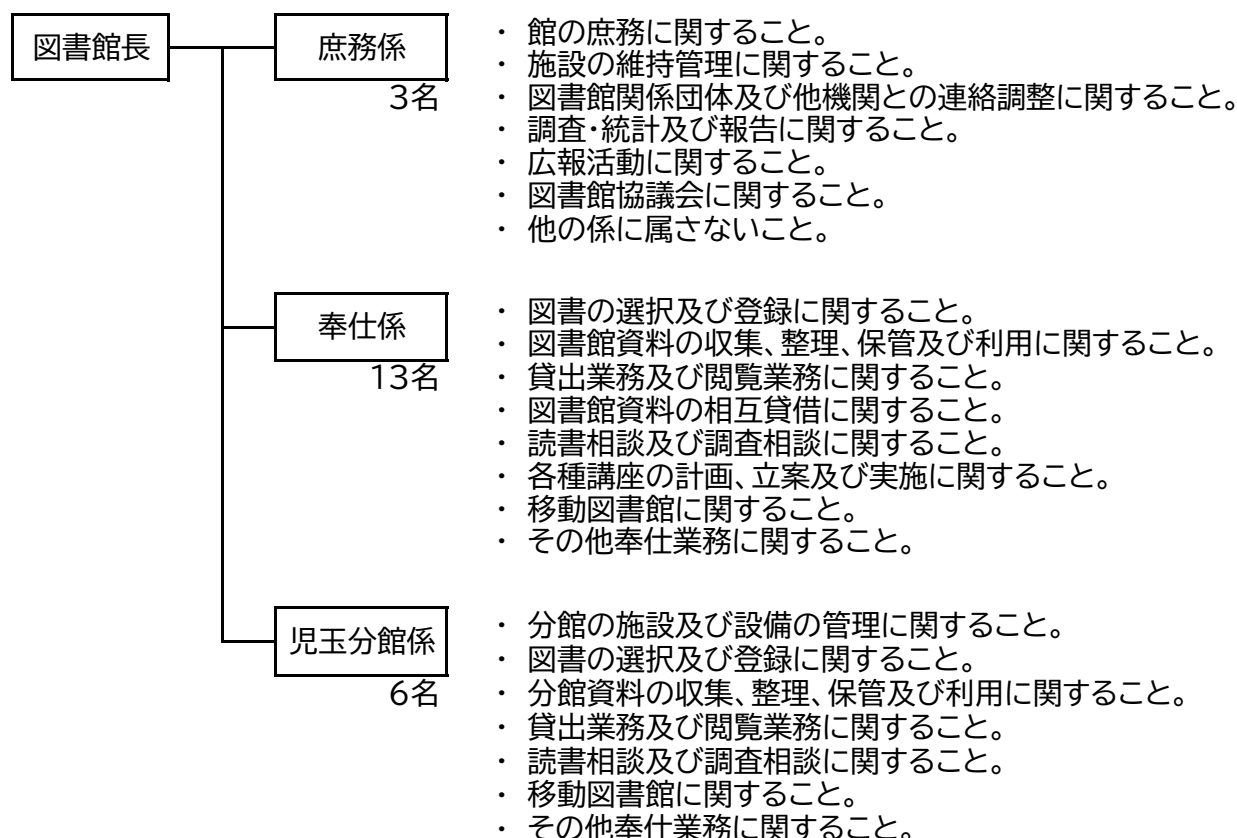 図書館長
庶務係
3名
・ 館の庶務に関すること。
・ 施設の維持管理に関すること。
・ 図書館関係団体及び他機関との連絡調整に関すること。
・ 調査・統計及び報告に関すること。
・ 広報活動に関すること。
・ 図書館協議会に関すること。
・ 他の係に属さないこと。
奉仕係
13名
・ 図書の選択及び登録に関すること。
・ 図書館資料の収集、整理、保管及び利用に関すること。
・ 貸出業務及び閲覧業務に関すること。
・ 図書館資料の相互貸借に関すること。
・ 読書相談及び調査相談に関すること。
・ 各種講座の計画、立案及び実施に関すること。
・ 移動図書館に関すること。
・ その他奉仕業務に関すること。
児玉分館係
6名
・ 分館の施設及び設備の管理に関すること。
・ 図書の選択及び登録に関すること。
・ 分館資料の収集、整理、保管及び利用に関すること。
・ 貸出業務及び閲覧業務に関すること。
・ 読書相談及び調査相談に関すること。
・ 移動図書館に関すること。
・ その他奉仕業務に関すること。